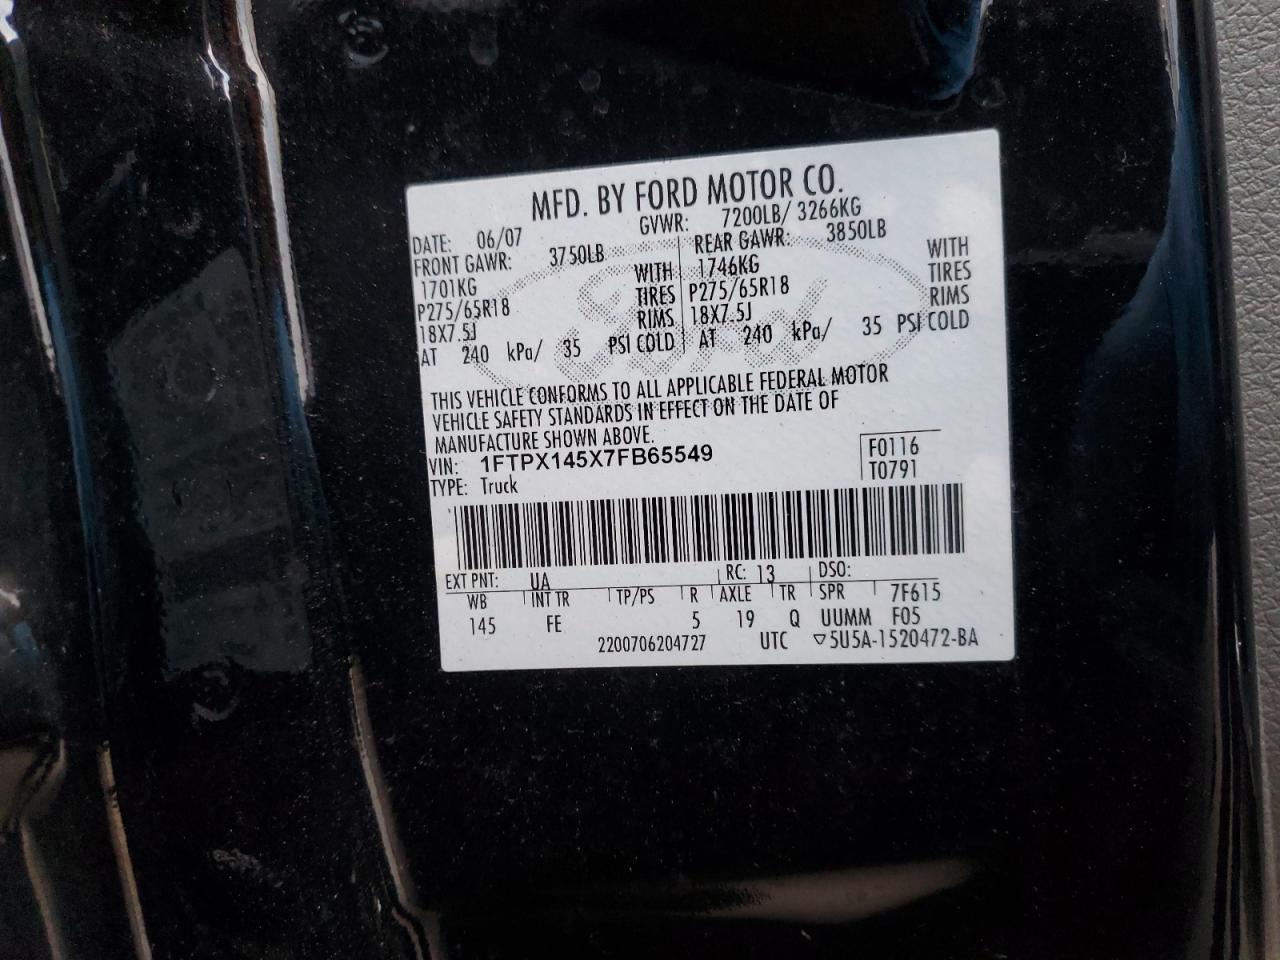 MFD. BY FORD MOTOR CO.
DATE: 06/07 GVWR: 7200LB/ 3266KG
FRONT GAWR: 3750LB REAR GAWR: 3850LB
1701KG WITH 1746KG WITH
P275/65R18 TIRES P275/65R18 TIRES
18X7.5J RIMS 18X7.5J RIMS
AT 240 kPa/ 35 PSI COLD AT 240 kPa/ 35 PSI COLD
THIS VEHICLE CONFORMS TO ALL APPLICABLE FEDERAL MOTOR
VEHICLE SAFETY STANDARDS IN EFFECT ON THE DATE OF
MANUFACTURE SHOWN ABOVE.
VIN: 1FTPX145X7FB65549 F0116
TYPE: Truck T0791
EXT PNT: UA RC: 13 DSO:
WB INT TR TP/PS R AXLE TR SPR 7F615
145 FE 5 19 Q UUMM F05
2200706204727 UTC ▽5U5A-1520472-BA